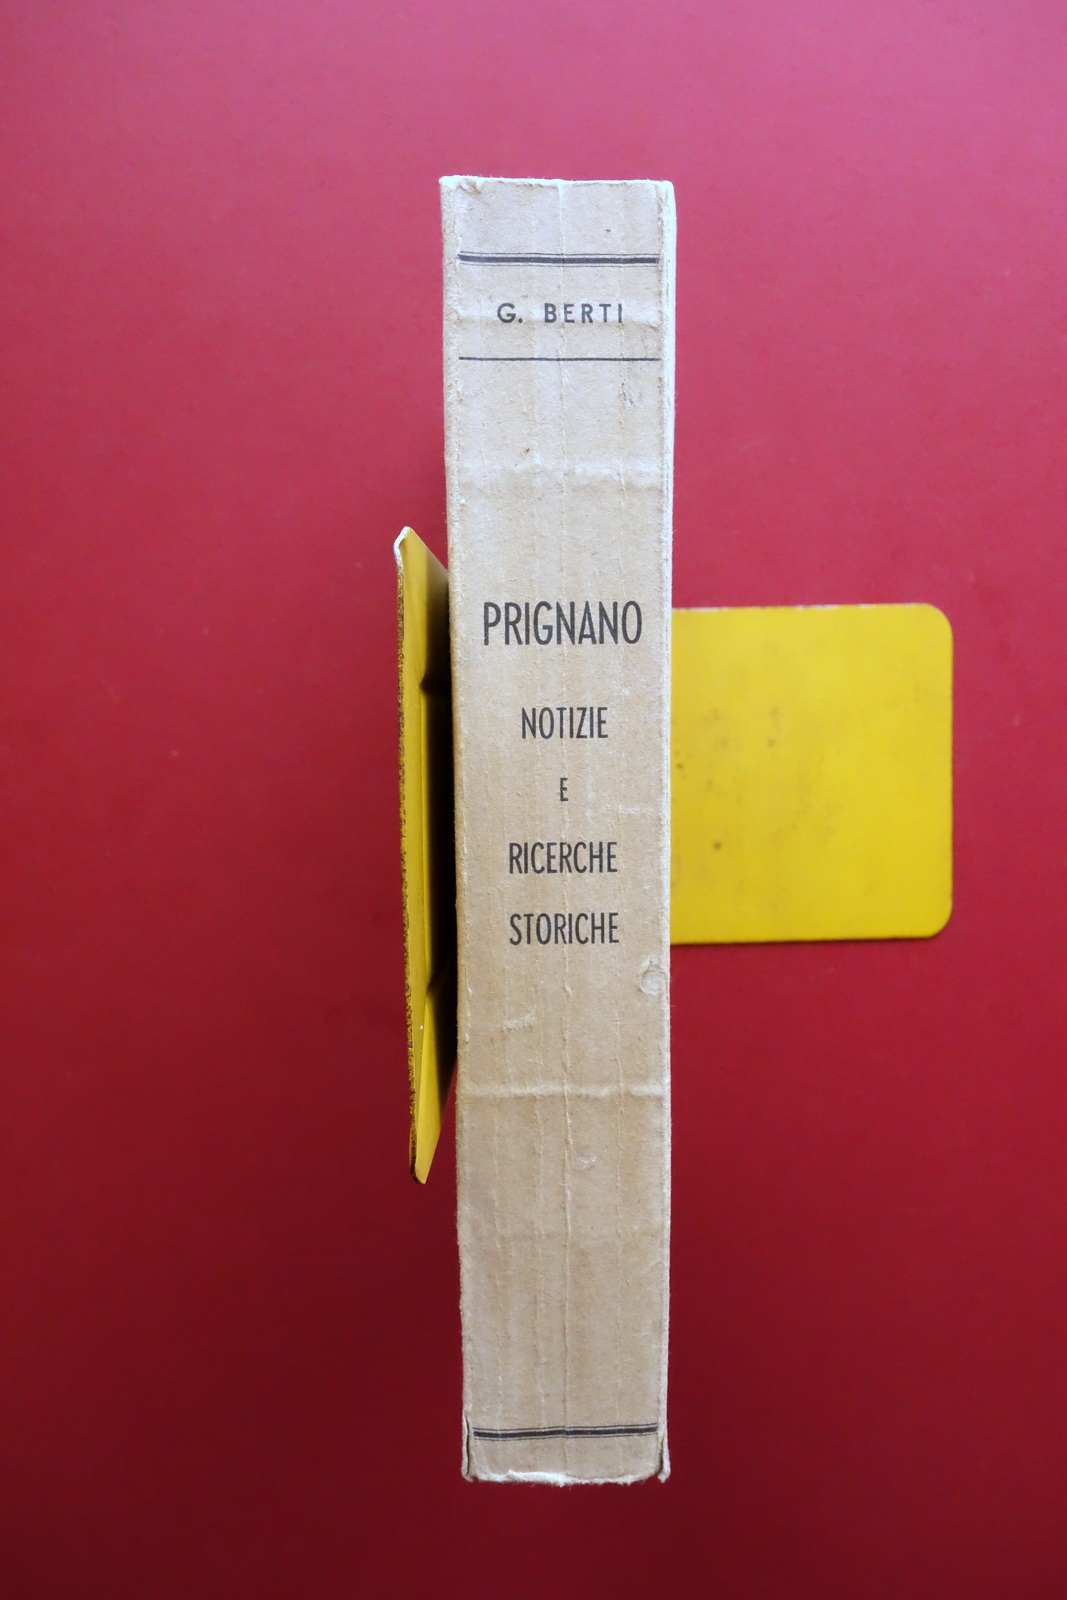 G. BERTI
PRIGNANO
NOTIZIE
E
RICERCHE
STORICHE